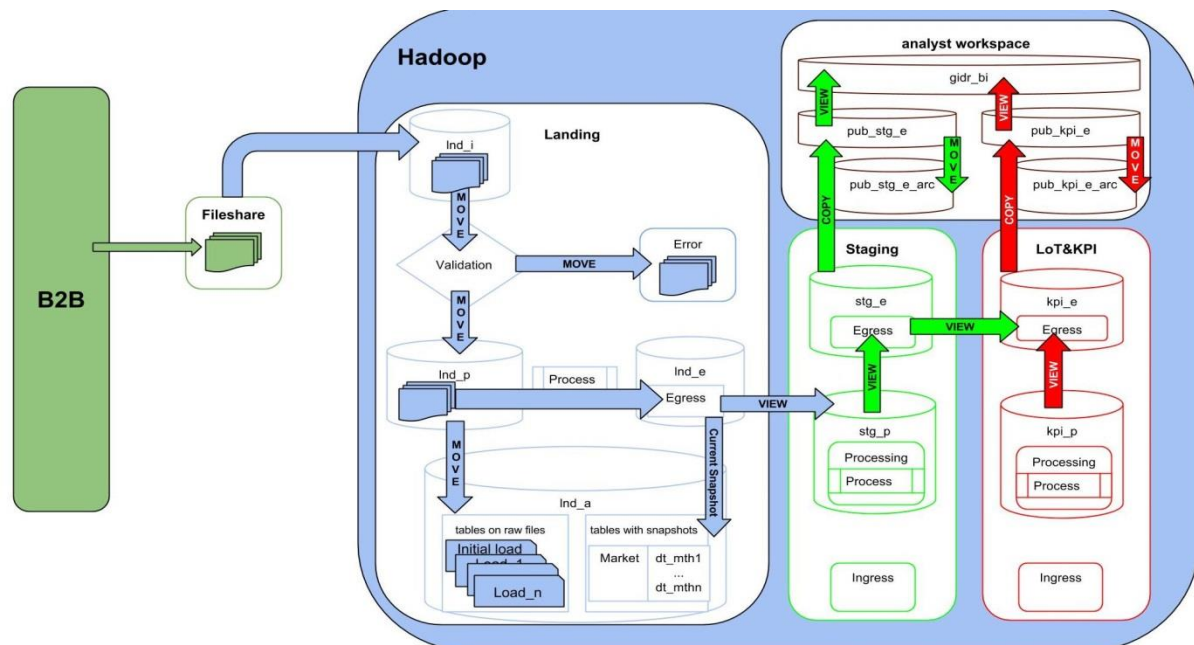 B2B
Fileshare
Hadoop
Landing
lnd_i
MOVE
Validation
MOVE
Error
MOVE
lnd_p
Process
lnd_e
Egress
VIEW
MOVE
Current Snapshot
lnd_a
tables on raw files
Initial load
Load_1
Load_n
tables with snapshots
Market
dt_mth1
...
dt_mthn
analyst workspace
gidr_bi
VIEW
VIEW
pub_stg_e
pub_kpi_e
MOVE
MOVE
pub_stg_e_arc
pub_kpi_e_arc
COPY
COPY
Staging
stg_e
Egress
VIEW
VIEW
stg_p
Processing
Process
Ingress
LoT&KPI
kpi_e
Egress
VIEW
kpi_p
Processing
Process
Ingress